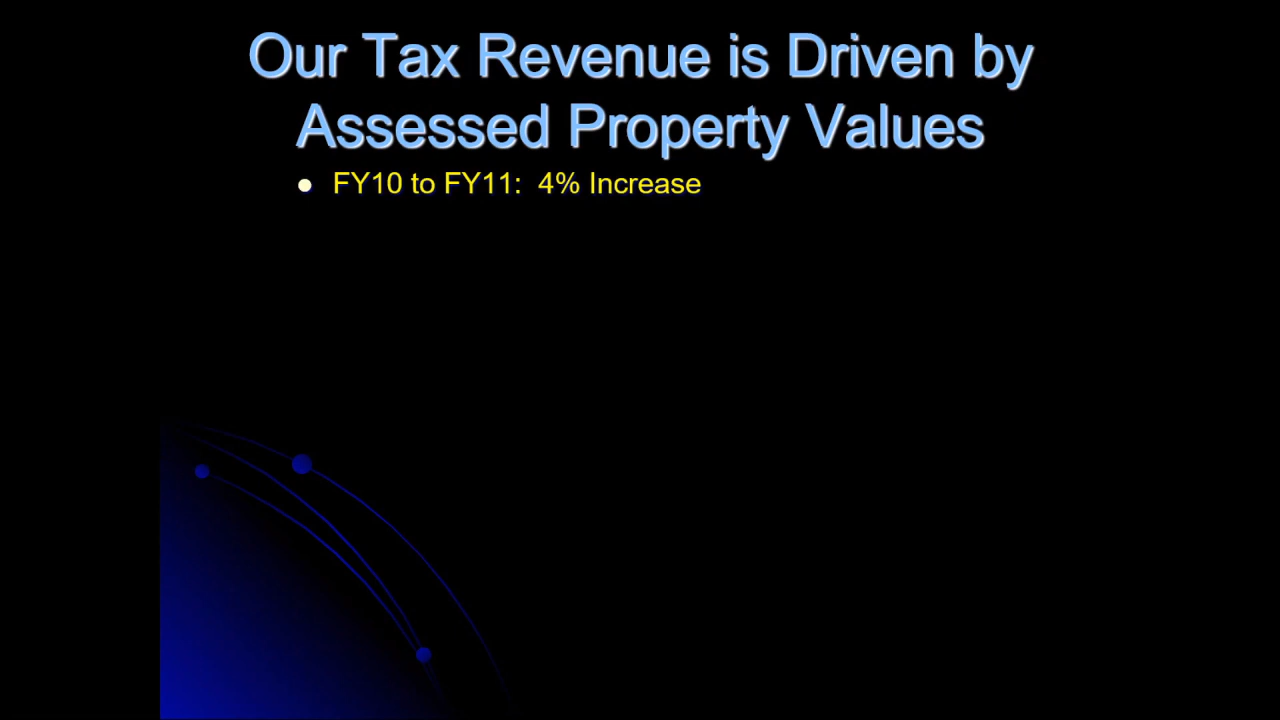 Our Tax Revenue is Driven by
Assessed Property Values
FY10 to FY11:  4% Increase